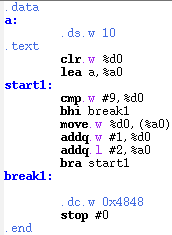 .data
a:
.ds.w 10
.text
clr.w %d0
lea a,%a0
start1:
cmp.w #9,%d0
bhi break1
move.w %d0,(%a0)
addq.w #1,%d0
addq.l #2,%a0
bra start1
break1:
.dc.w 0x4848
stop #0
.end